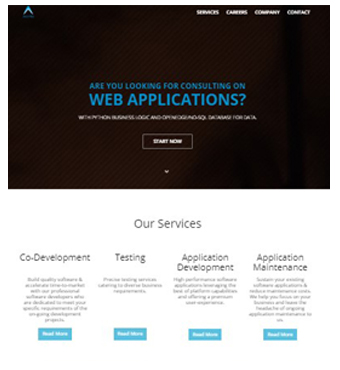 SERVICES CAREERS COMPANY CONTACT
ARE YOU LOOKING FOR CONSULTING ON
WEB APPLICATIONS?
WITH PYTHON BUSINESS LOGIC AND OPENEDGE/NO-SQL DATABASE FOR DATA.
START NOW
Our Services
Co-Development
Build quality software &
accelerate time-to-market
with our professional
software developers who
are dedicated to meet your
specific requirements of the
on-going development
projects.
Read More
Testing
Precise testing services
catering to diverse business
requirements.
Read More
Application
Development
High performance software
applications leveraging the
best of platform capabilities
and offering a premium
user-experience.
Read More
Application
Maintenance
Sustain your existing
software applications &
reduce maintenance costs.
We help you focus on your
business and leave the
headache of ongoing
application maintenance to
us.
Read More